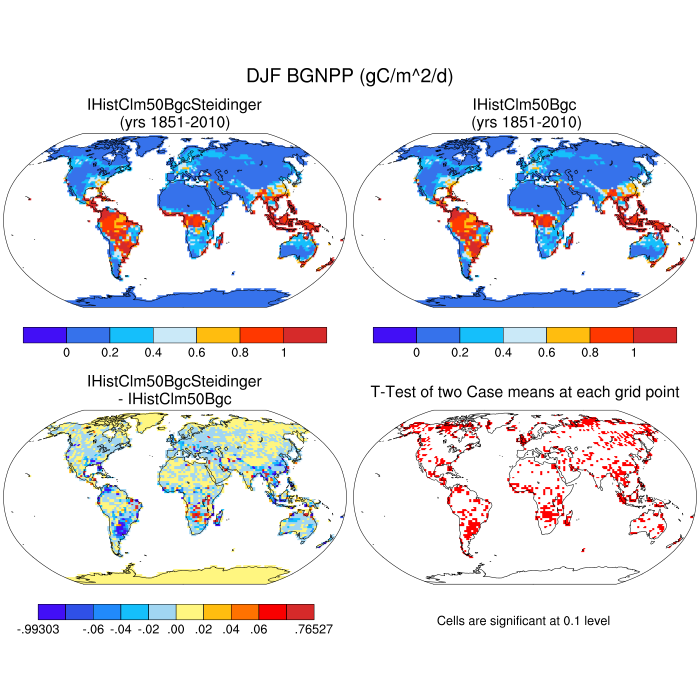 DJF BGNPP (gC/m^2/d)
IHistClm50BgcSteidinger
(yrs 1851-2010)
IHistClm50Bgc
(yrs 1851-2010)
0 0.2 0.4 0.6 0.8 1
0 0.2 0.4 0.6 0.8 1
IHistClm50BgcSteidinger
- IHistClm50Bgc
T-Test of two Case means at each grid point
-.99303 -.06 -.04 -.02 .00 .02 .04 .06 .76527
Cells are significant at 0.1 level